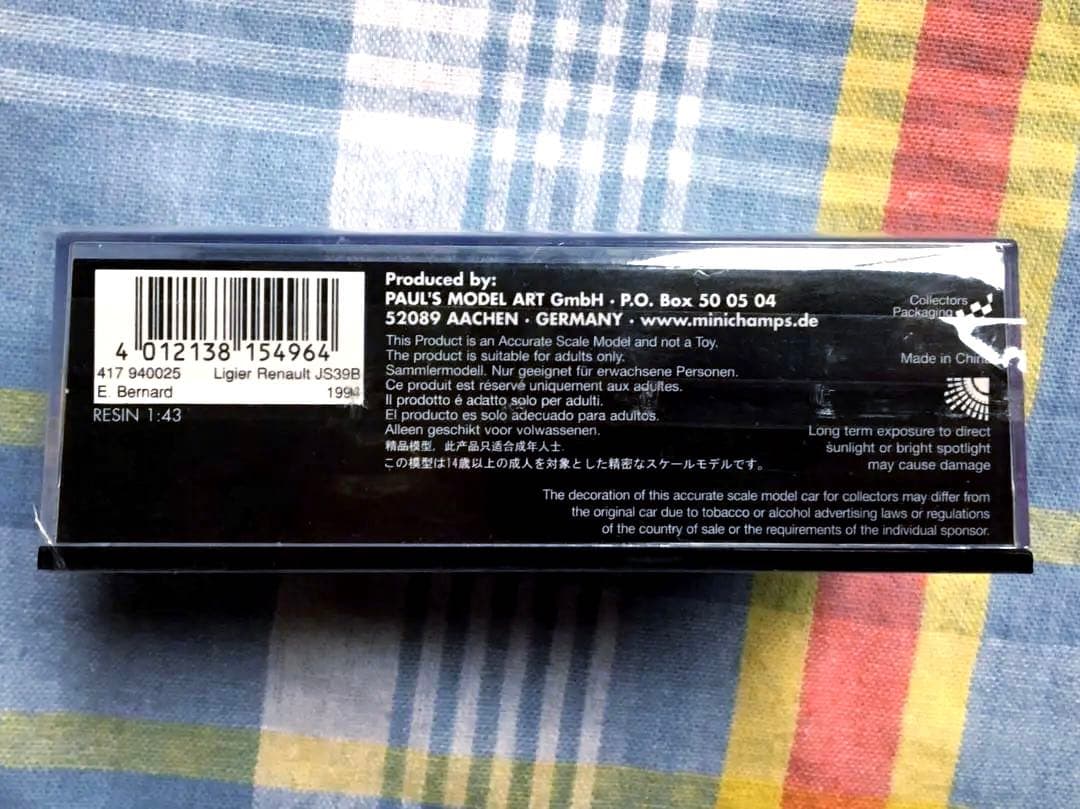 4 012138 154964
417 940025 Ligier Renault JS39B
E. Bernard 1994
RESIN 1:43
Produced by:
PAUL'S MODEL ART GmbH · P.O. Box 50 05 04
52089 AACHEN · GERMANY · www.minichamps.de
This Product is an Accurate Scale Model and not a Toy.
The product is suitable for adults only.
Sammlermodell. Nur geeignet für erwachsene Personen.
Ce produit est réservé uniquement aux adultes.
Il prodotto é adatto solo per adulti.
El producto es solo adecuado para adultos.
Alleen geschikt voor volwassenen.
精品模型，此产品只适合成年人士.
この模型は14歳以上の成人を対象とした精密なスケールモデルです。
Collectors
Packaging
Made in China
Long term exposure to direct
sunlight or bright spotlight
may cause damage
The decoration of this accurate scale model car for collectors may differ from
the original car due to tobacco or alcohol advertising laws or regulations
of the country of sale or the requirements of the individual sponsor.